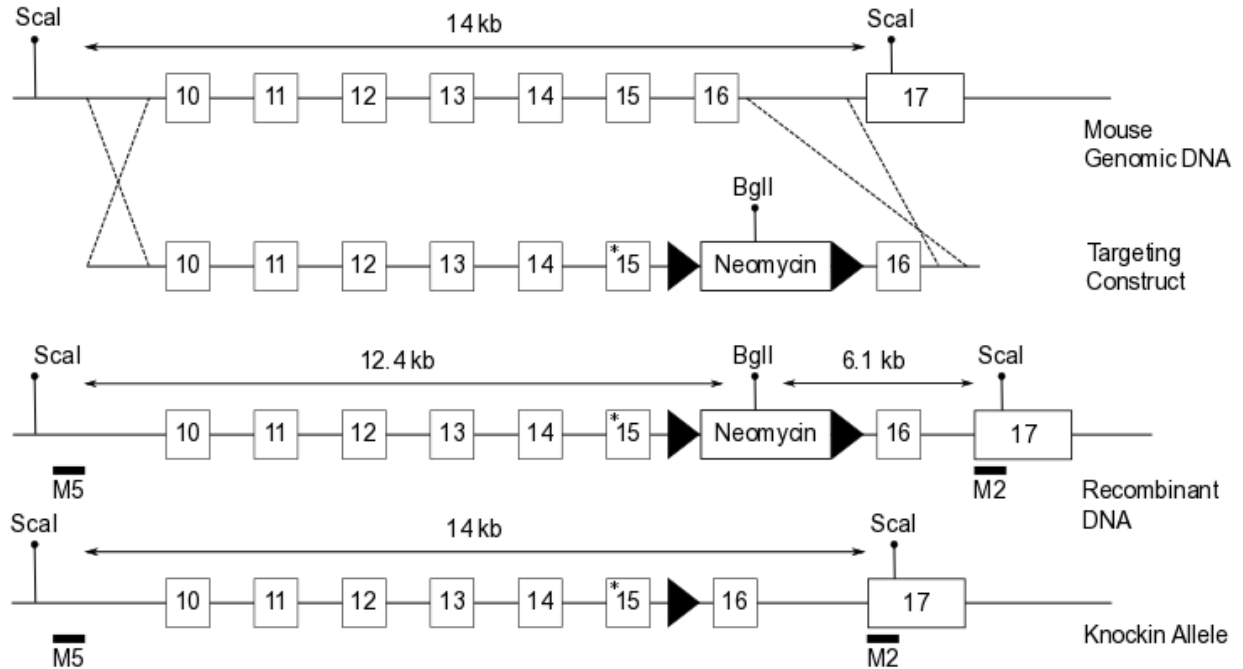 ScaI ScaI
14 kb
10 11 12 13 14 15 16 17
Mouse
Genomic DNA
BglI
10 11 12 13 14 *15 Neomycin 16
Targeting
Construct
ScaI 12.4 kb BglI 6.1 kb ScaI
10 11 12 13 14 *15 Neomycin 16 17
M5 M2
Recombinant
DNA
ScaI 14 kb ScaI
10 11 12 13 14 *15 16 17
Knockin Allele
M5 M2